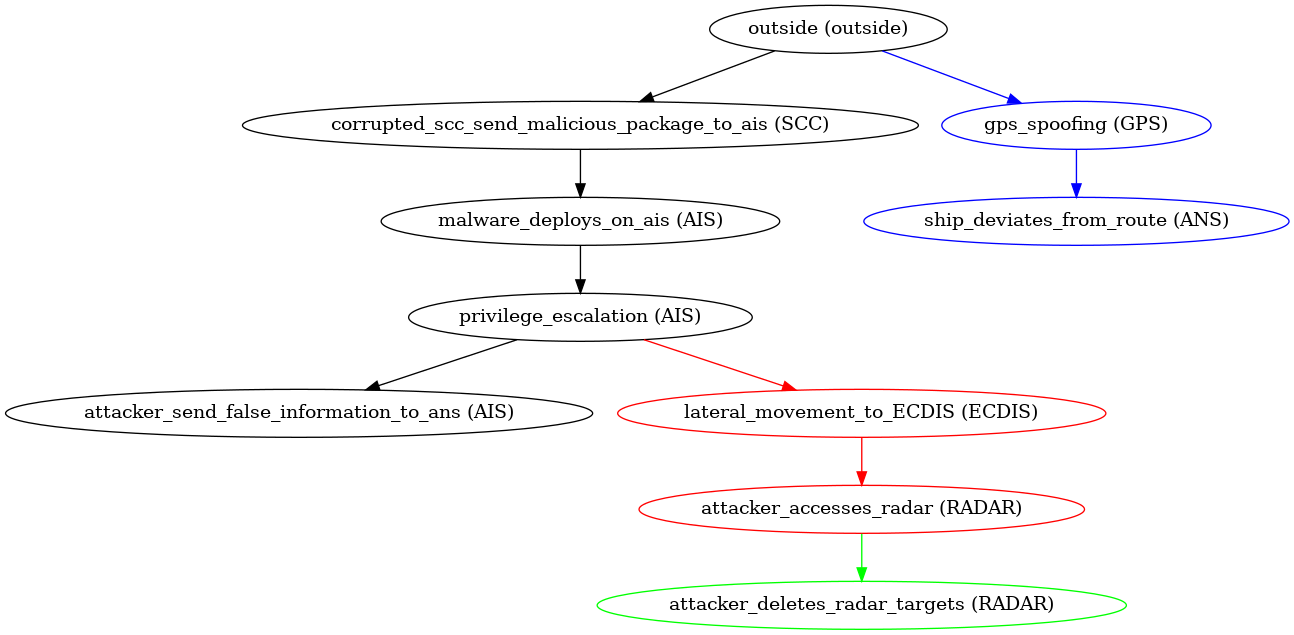 outside (outside)
corrupted_scc_send_malicious_package_to_ais (SCC)
gps_spoofing (GPS)
malware_deploys_on_ais (AIS)
ship_deviates_from_route (ANS)
privilege_escalation (AIS)
attacker_send_false_information_to_ans (AIS)
lateral_movement_to_ECDIS (ECDIS)
attacker_accesses_radar (RADAR)
attacker_deletes_radar_targets (RADAR)